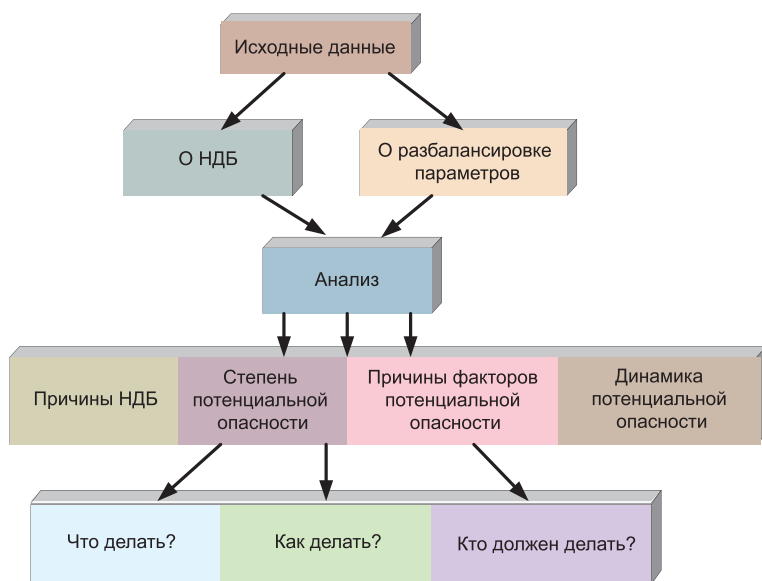 Исходные данные
О НДБ
О разбалансировке
параметров
Анализ
Причины НДБ
Степень
потенциальной
опасности
Причины факторов
потенциальной
опасности
Динамика
потенциальной
опасности
Что делать?
Как делать?
Кто должен делать?